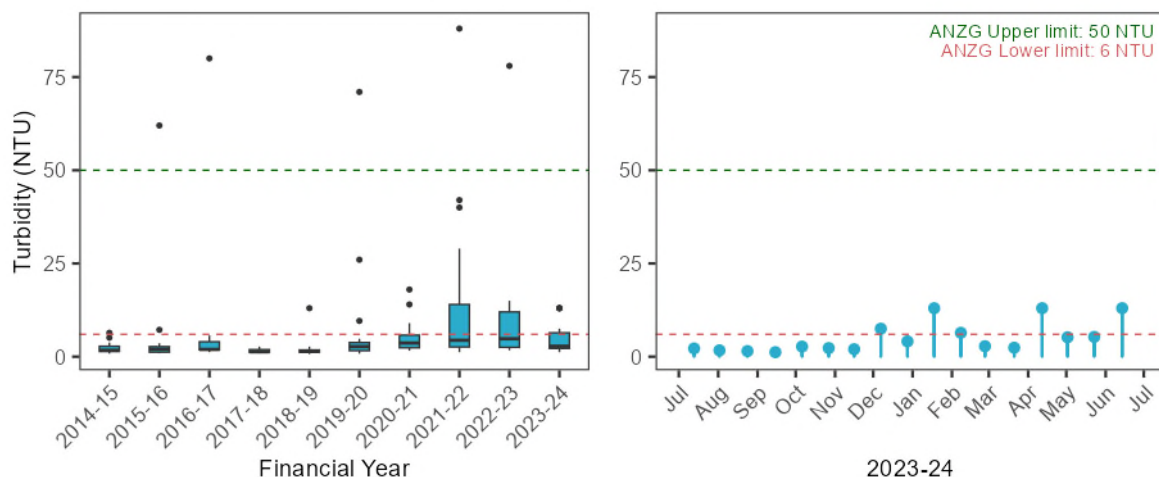 Turbidity (NTU)
75
50
25
0
2014-15
2015-16
2016-17
2017-18
2018-19
2019-20
2020-21
2021-22
2022-23
2023-24
Financial Year
ANZG Upper limit: 50 NTU
ANZG Lower limit: 6 NTU
75
50
25
0
Jul
Aug
Sep
Oct
Nov
Dec
Jan
Feb
Mar
Apr
May
Jun
Jul
2023-24